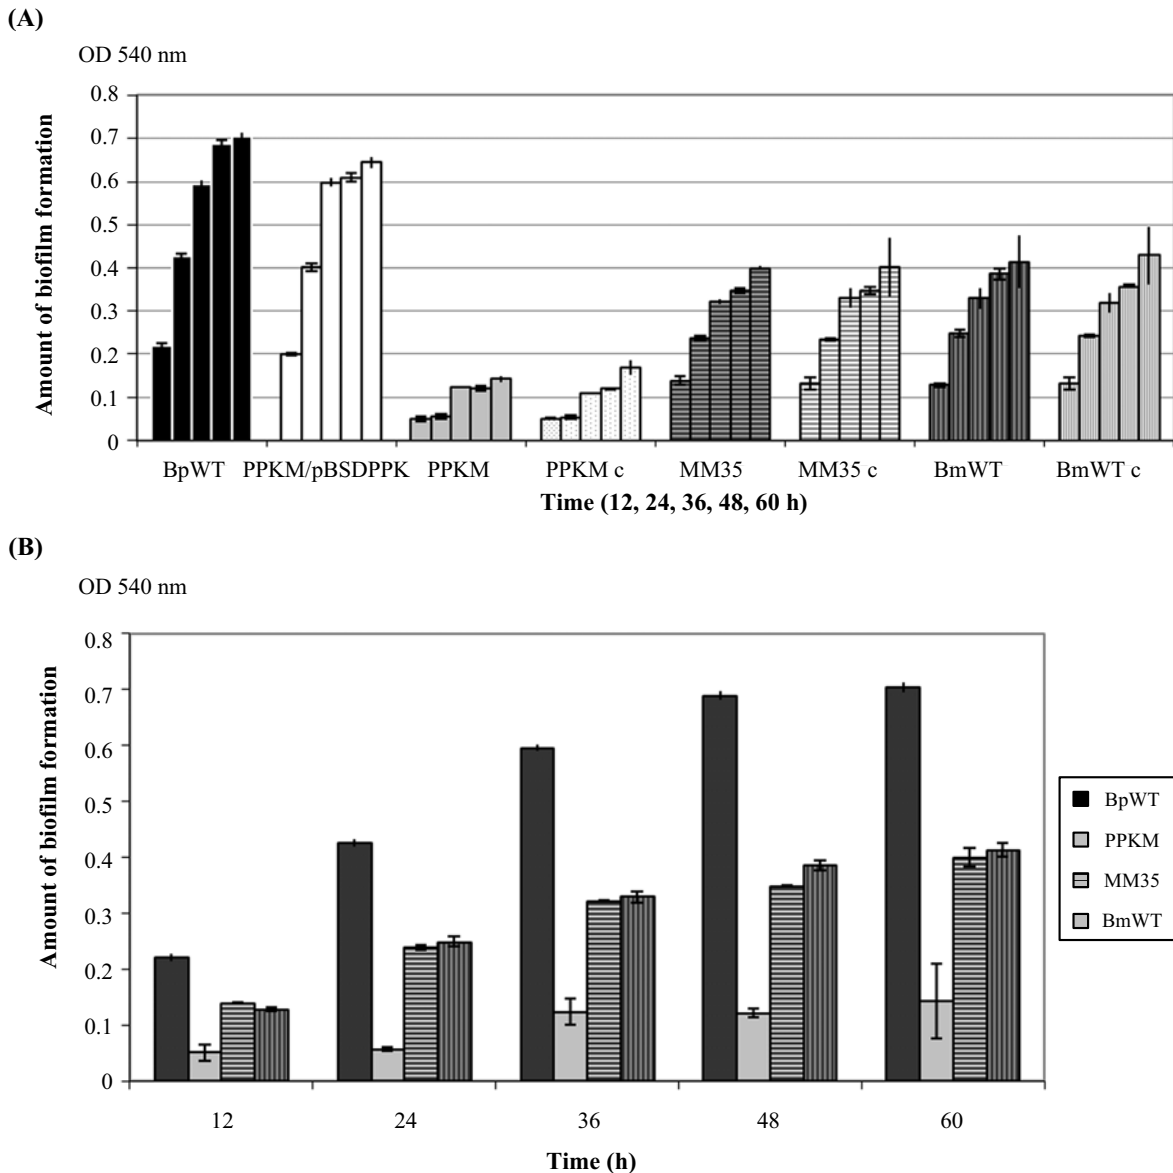 (A)
OD 540 nm
Amount of biofilm formation
0.8
0.7
0.6
0.5
0.4
0.3
0.2
0.1
0
BpWT PPKM/pBSDPPK PPKM PPKM c MM35 MM35 c BmWT BmWT c
Time (12, 24, 36, 48, 60 h)
(B)
OD 540 nm
Amount of biofilm formation
0.8
0.7
0.6
0.5
0.4
0.3
0.2
0.1
0
12 24 36 48 60
Time (h)
BpWT
PPKM
MM35
BmWT